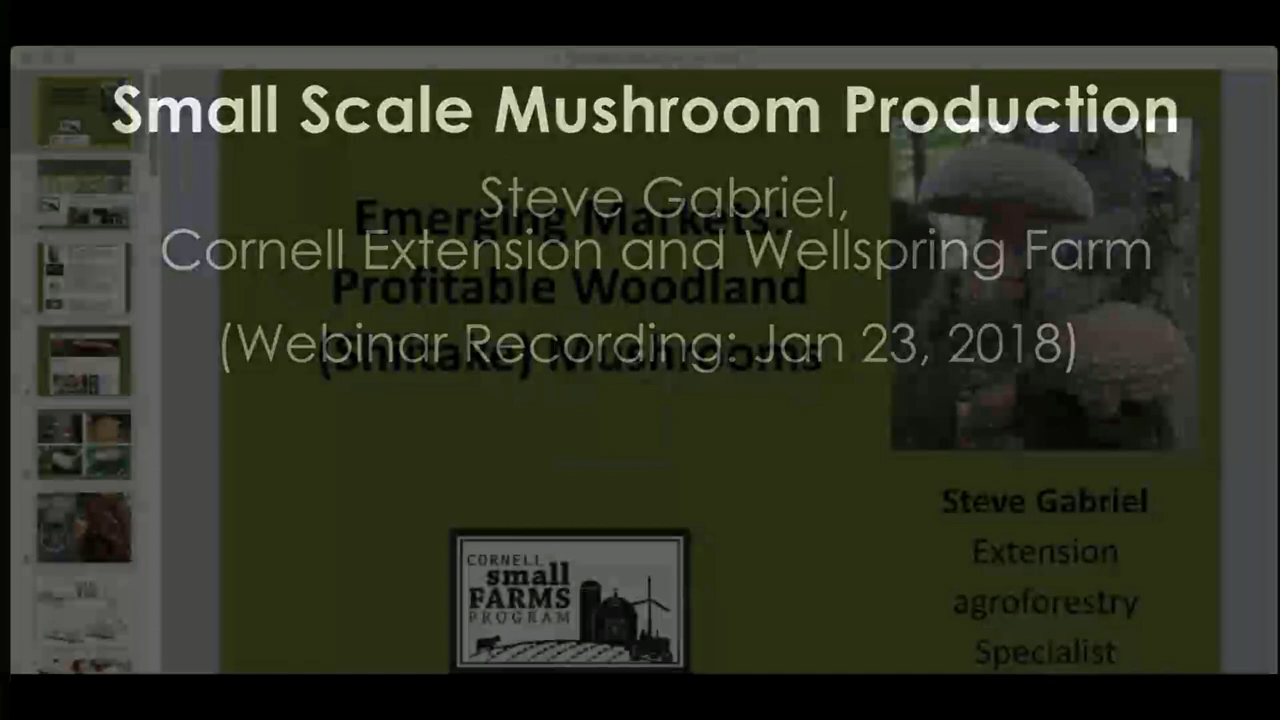 Small Scale Mushroom Production
Steve Gabriel,
Cornell Extension and Wellspring Farm
(Webinar Recording: Jan 23, 2018)
Emerging Markets:
Profitable Woodland
(Shiitake) Mushrooms
Steve Gabriel
Extension
agroforestry
Specialist
CORNELL
small
FARMS
PROGRAM